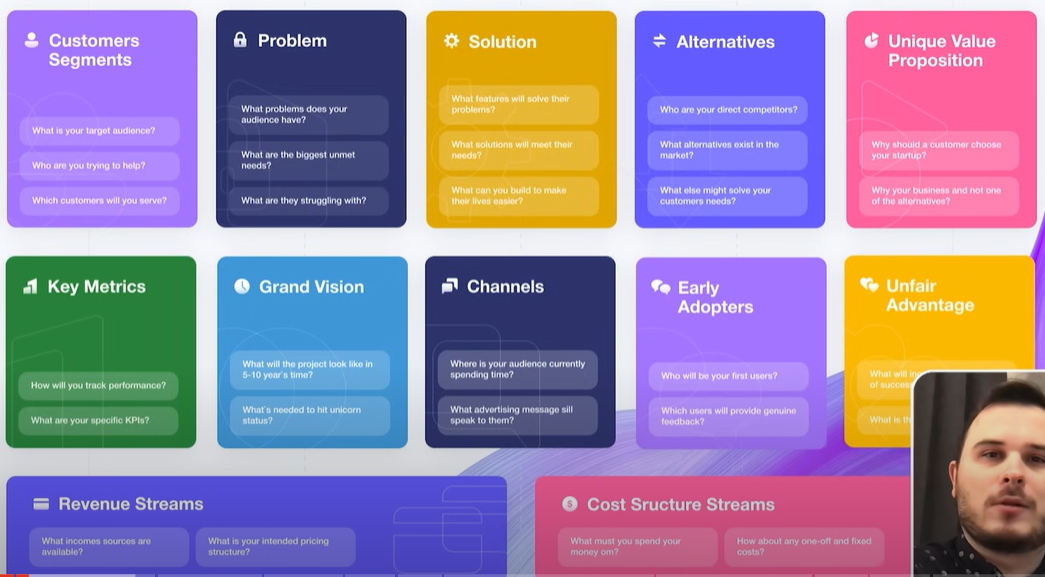 Customers
Segments
What is your target audience?
Who are you trying to help?
Which customers will you serve?
Problem
What problems does your
audience have?
What are the biggest unmet
needs?
What are they struggling with?
Solution
What features will solve their
problems?
What solutions will meet their
needs?
What can you build to make
their lives easier?
Alternatives
Who are your direct competitors?
What alternatives exist in the
market?
What else might solve your
customers needs?
Unique Value
Proposition
Why should a customer choose
your startup?
Why your business and not one
of the alternatives?
Key Metrics
How will you track performance?
What are your specific KPIs?
Grand Vision
What will the project look like in
5-10 year's time?
What's needed to hit unicorn
status?
Channels
Where is your audience currently
spending time?
What advertising message sill
speak to them?
Early
Adopters
Who will be your first users?
Which users will provide genuine
feedback?
Unfair
Advantage
What will
What is
Revenue Streams
What incomes sources are
available?
What is your intended pricing
structure?
Cost Sructure Streams
What must you spend your
money om?
How about any one-off and fixed
costs?